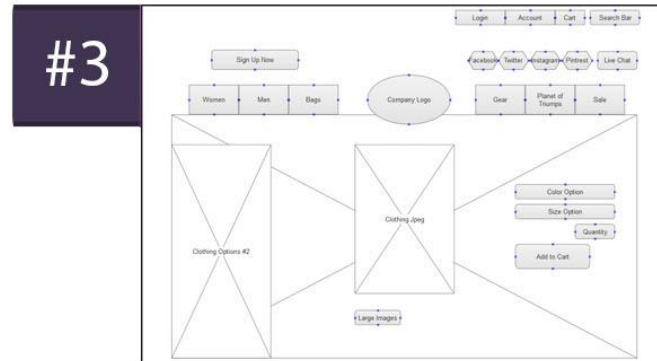 #3
Login Account Cart Search Bar
Sign Up Now
Facebook Twitter Instagram Pintrest Live Chat
Women Men Bags
Company Logo
Gear
Planet of
Triumps
Sale
Clothing Jpeg
Color Option
Size Option
Quantity
Clothing Options #2
Add to Cart
Large Images